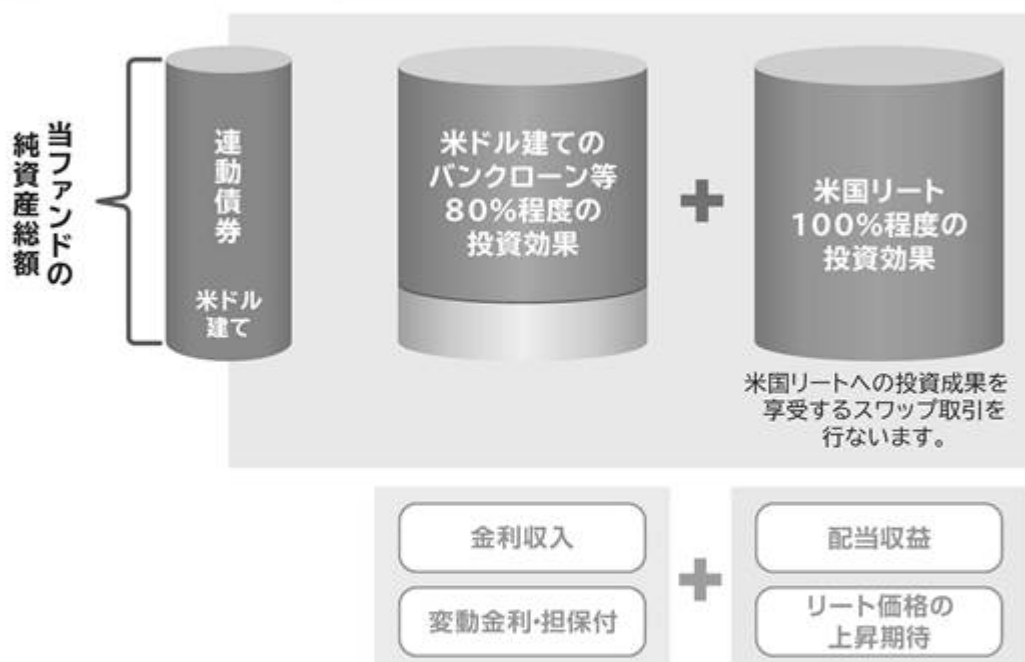 当ファンドの
純資産総額
連動債券
米ドル
建て
米ドル建ての
バンクローン等
80%程度の
投資効果
+
米国リート
100%程度の
投資効果
米国リートへの投資成果を
享受するスワップ取引を
行ないます。
金利収入
変動金利・担保付
+
配当収益
リート価格の
上昇期待